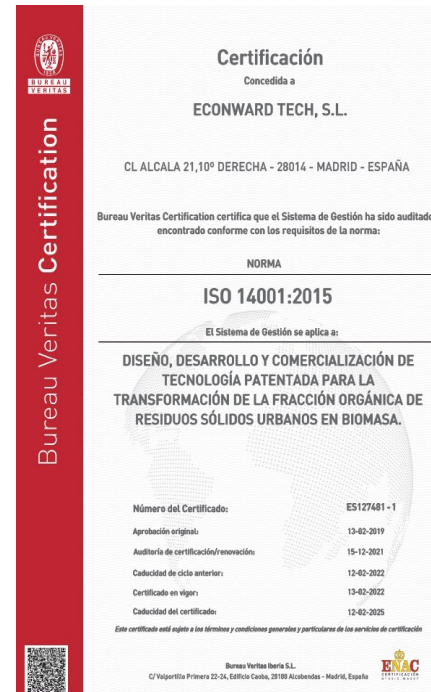 Certificación
Concedida a
ECONWARD TECH, S.L.
CL ALCALA 21,10º DERECHA - 28014 - MADRID - ESPAÑA
Bureau Veritas Certification certifica que el Sistema de Gestión ha sido auditado
encontrado conforme con los requisitos de la norma:
NORMA
ISO 14001:2015
El Sistema de Gestión se aplica a:
DISEÑO, DESARROLLO Y COMERCIALIZACIÓN DE
TECNOLOGÍA PATENTADA PARA LA
TRANSFORMACIÓN DE LA FRACCIÓN ORGÁNICA DE
RESIDUOS SÓLIDOS URBANOS EN BIOMASA.
Número del Certificado: ES127481 - 1
Aprobación original: 13-02-2019
Auditoría de certificación/renovación: 15-12-2021
Caducidad de ciclo anterior: 12-02-2022
Certificado en vigor: 13-02-2022
Caducidad del certificado: 12-02-2025
Este certificado está sujeto a los términos y condiciones generales y particulares de los servicios de certificación
Bureau Veritas Iberia S.L.
C/ Valportillo Primera 22-24, Edificio Caoba, 28108 Alcobendas - Madrid, España
BUREAU
VERITAS
Bureau Veritas Certification
ENAC
CERTIFICACIÓN